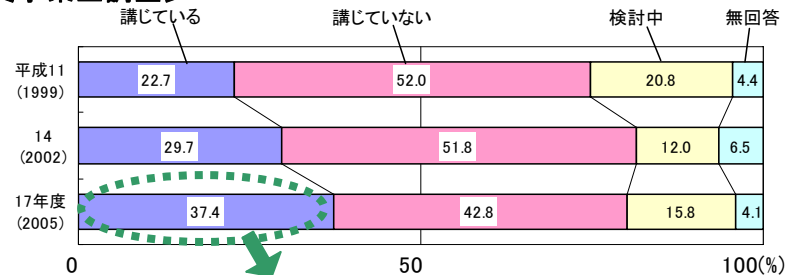 講じている 講じていない 検討中 無回答
平成11
(1999)
22.7 52.0 20.8 4.4
14
(2002)
29.7 51.8 12.0 6.5
17年度
(2005)
37.4 42.8 15.8 4.1
0 50 100(%)